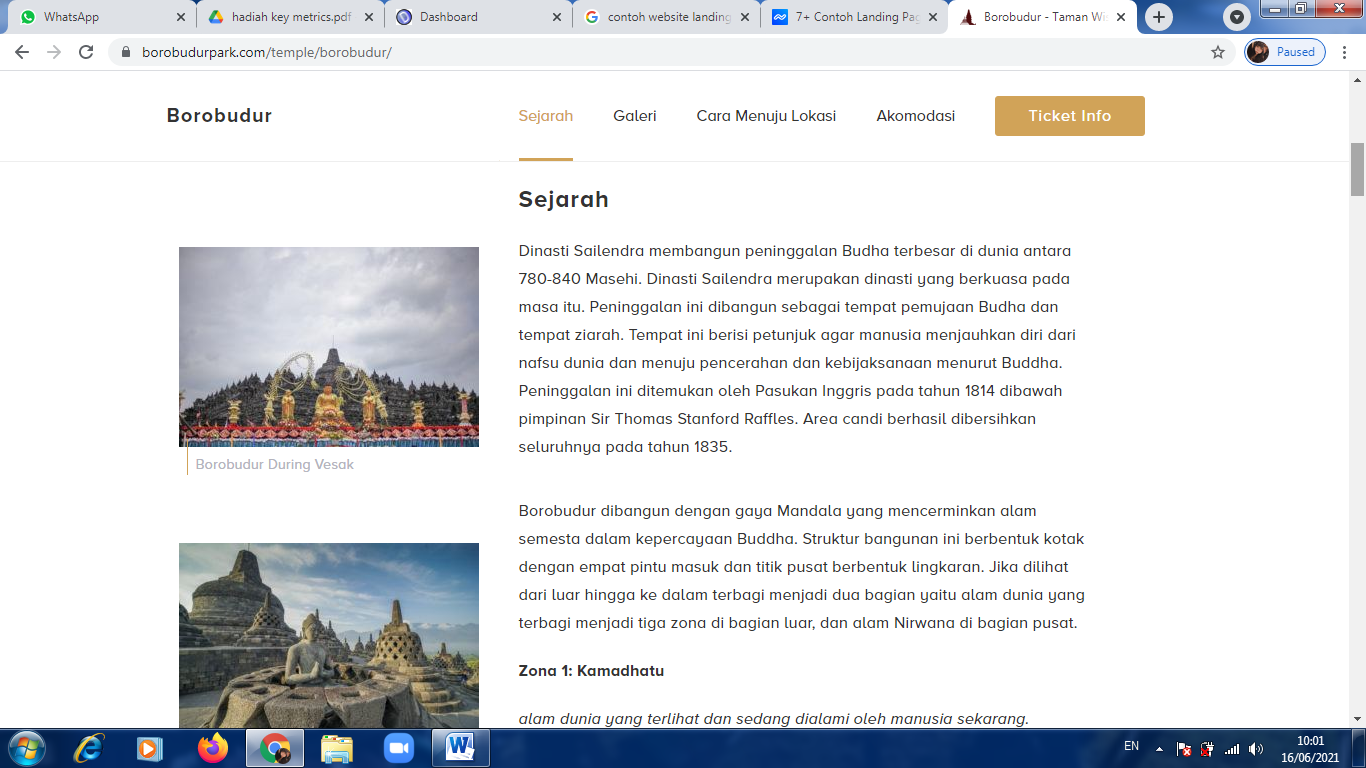 WhatsApp
hadiah key metrics.pdf
Dashboard
contoh website landing
7+ Contoh Landing Pag
Borobudur - Taman Wi
borobudurpark.com/temple/borobudur/
Paused
Borobudur
Sejarah
Galeri
Cara Menuju Lokasi
Akomodasi
Ticket Info
Sejarah
Dinasti Sailendra membangun peninggalan Budha terbesar di dunia antara
780-840 Masehi. Dinasti Sailendra merupakan dinasti yang berkuasa pada
masa itu. Peninggalan ini dibangun sebagai tempat pemujaan Budha dan
tempat ziarah. Tempat ini berisi petunjuk agar manusia menjauhkan diri dari
nafsu dunia dan menuju pencerahan dan kebijaksanaan menurut Buddha.
Peninggalan ini ditemukan oleh Pasukan Inggris pada tahun 1814 dibawah
pimpinan Sir Thomas Stanford Raffles. Area candi berhasil dibersihkan
seluruhnya pada tahun 1835.
Borobudur During Vesak
Borobudur dibangun dengan gaya Mandala yang mencerminkan alam
semesta dalam kepercayaan Buddha. Struktur bangunan ini berbentuk kotak
dengan empat pintu masuk dan titik pusat berbentuk lingkaran. Jika dilihat
dari luar hingga ke dalam terbagi menjadi dua bagian yaitu alam dunia yang
terbagi menjadi tiga zona di bagian luar, dan alam Nirwana di bagian pusat.
Zona 1: Kamadhatu
alam dunia yang terlihat dan sedang dialami oleh manusia sekarang.
EN
10:01
16/06/2021